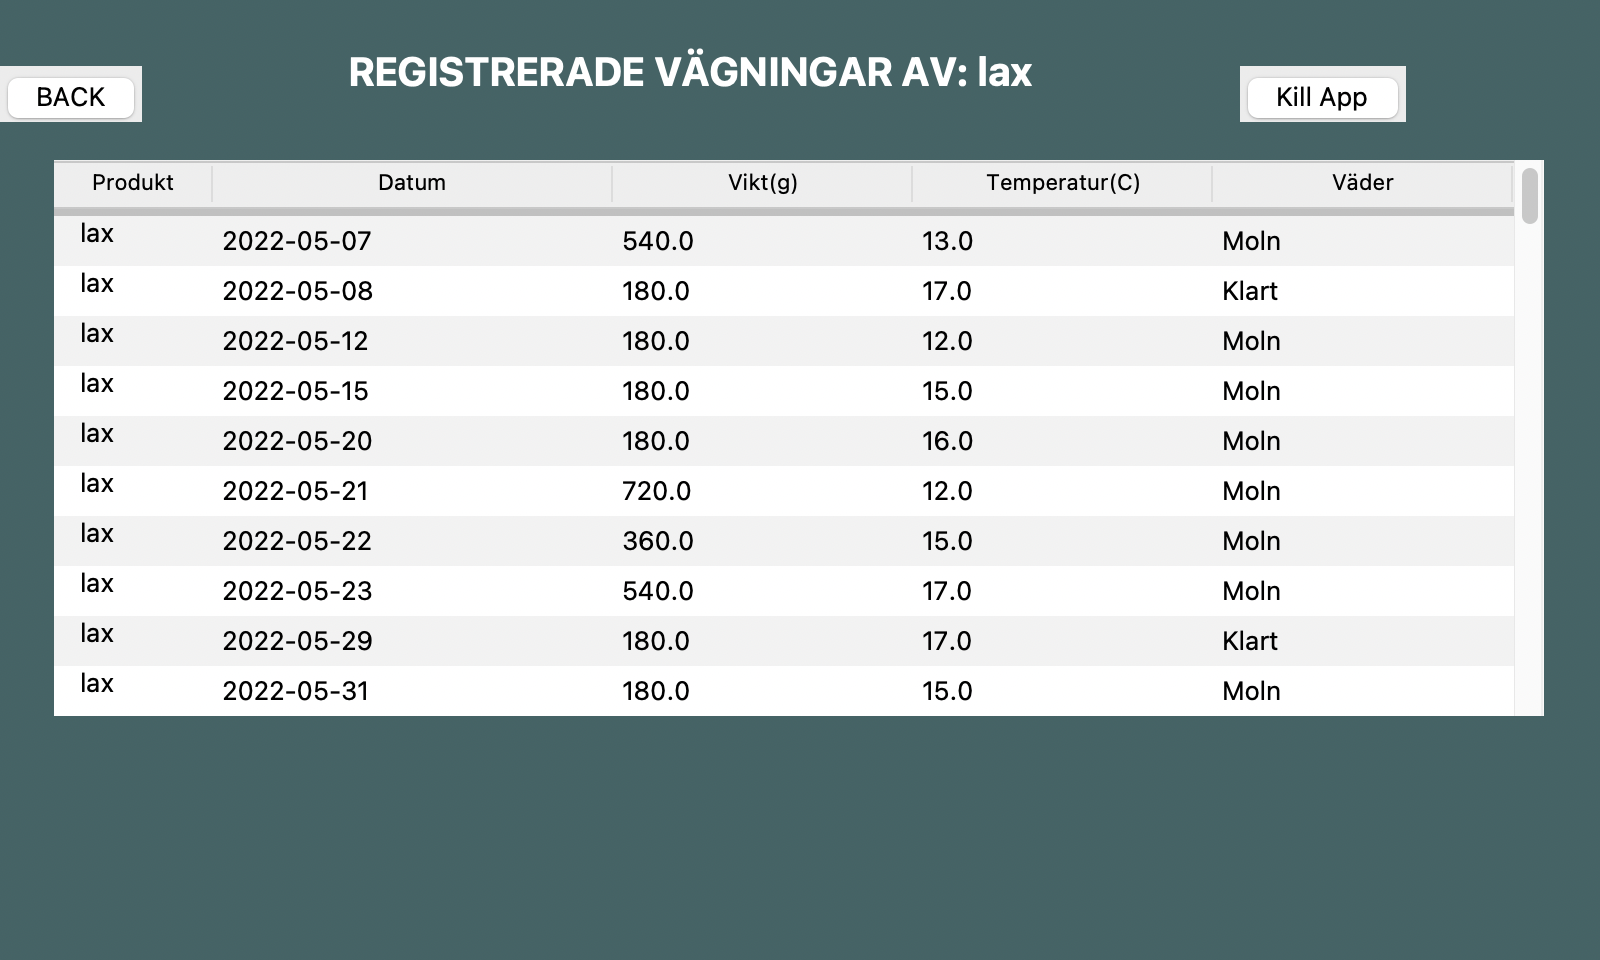 REGISTRERADE VÄGNINGAR AV: lax
BACK
Kill App
Produkt Datum Vikt(g) Temperatur(C) Väder
lax 2022-05-07 540.0 13.0 Moln
lax 2022-05-08 180.0 17.0 Klart
lax 2022-05-12 180.0 12.0 Moln
lax 2022-05-15 180.0 15.0 Moln
lax 2022-05-20 180.0 16.0 Moln
lax 2022-05-21 720.0 12.0 Moln
lax 2022-05-22 360.0 15.0 Moln
lax 2022-05-23 540.0 17.0 Moln
lax 2022-05-29 180.0 17.0 Klart
lax 2022-05-31 180.0 15.0 Moln